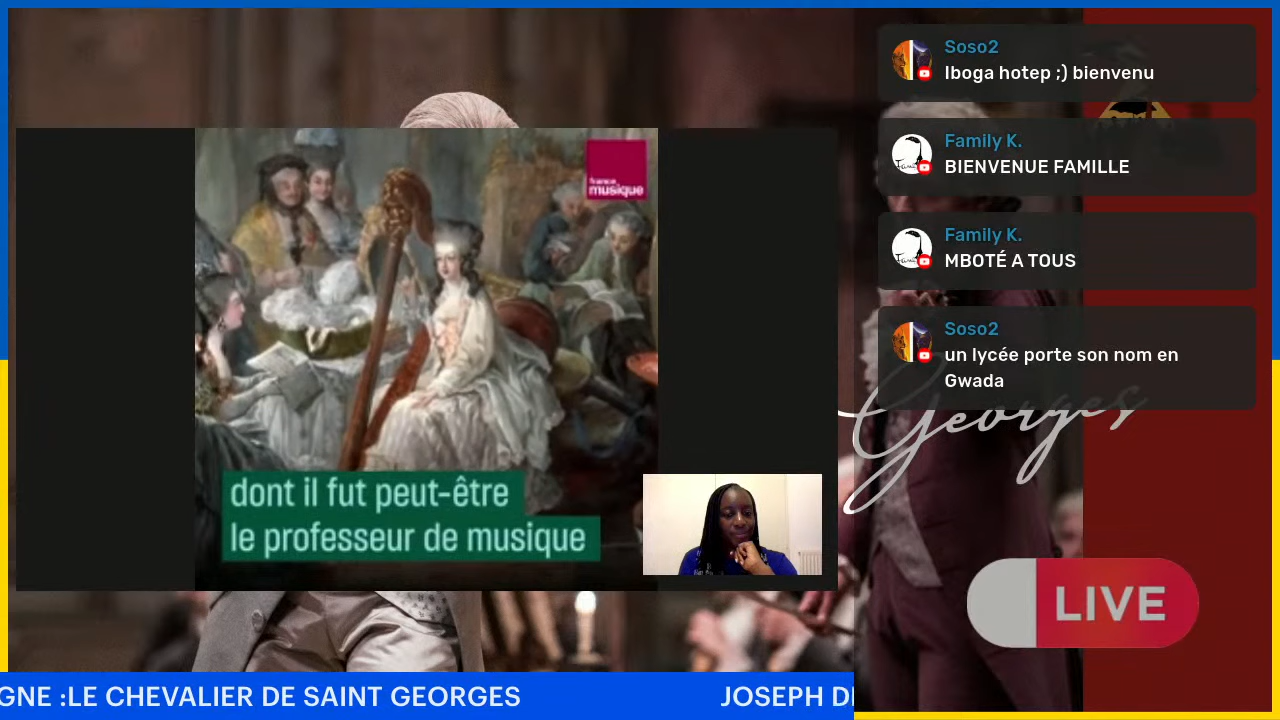 france
musique
dont il fut peut-être
le professeur de musique
Soso2
Iboga hotep ;) bienvenu
Family K.
BIENVENUE FAMILLE
Family K.
MBOTÉ A TOUS
Soso2
un lycée porte son nom en
Gwada
Georges
LIVE
GNE :LE CHEVALIER DE SAINT GEORGES
JOSEPH DE